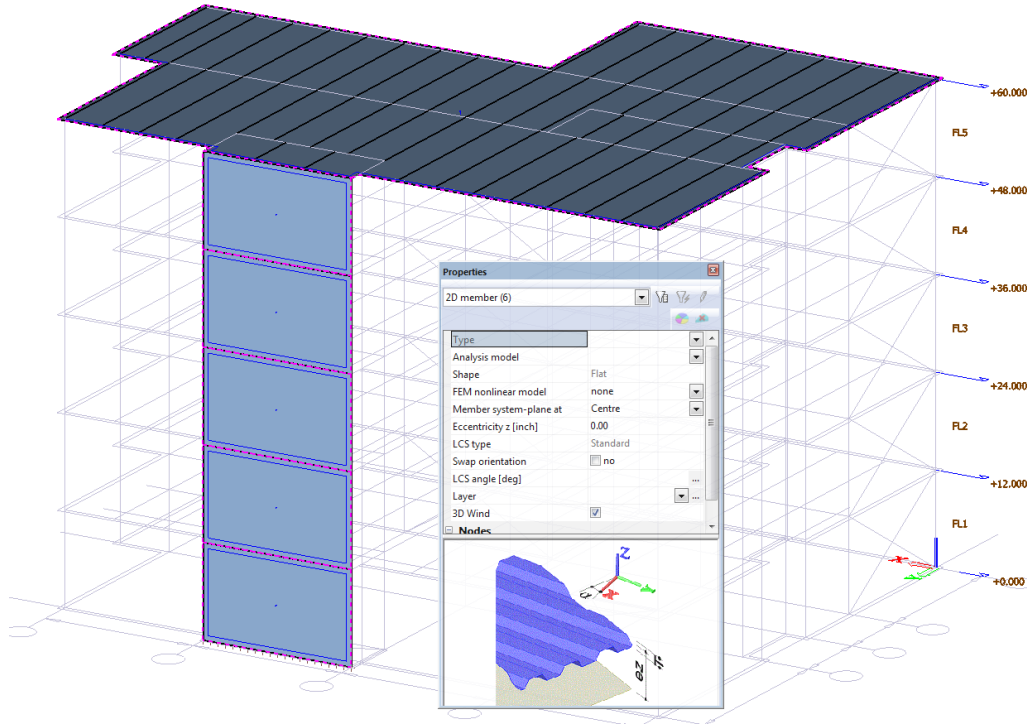 +60.000
FL5
+48.000
FL4
+36.000
FL3
+24.000
FL2
+12.000
FL1
+0.000
Properties
2D member (6)
Type
Analysis model
Shape Flat
FEM nonlinear model none
Member system-plane at Centre
Eccentricity z [inch] 0.00
LCS type Standard
Swap orientation no
LCS angle [deg] ...
Layer ...
3D Wind
Nodes
Z
ez